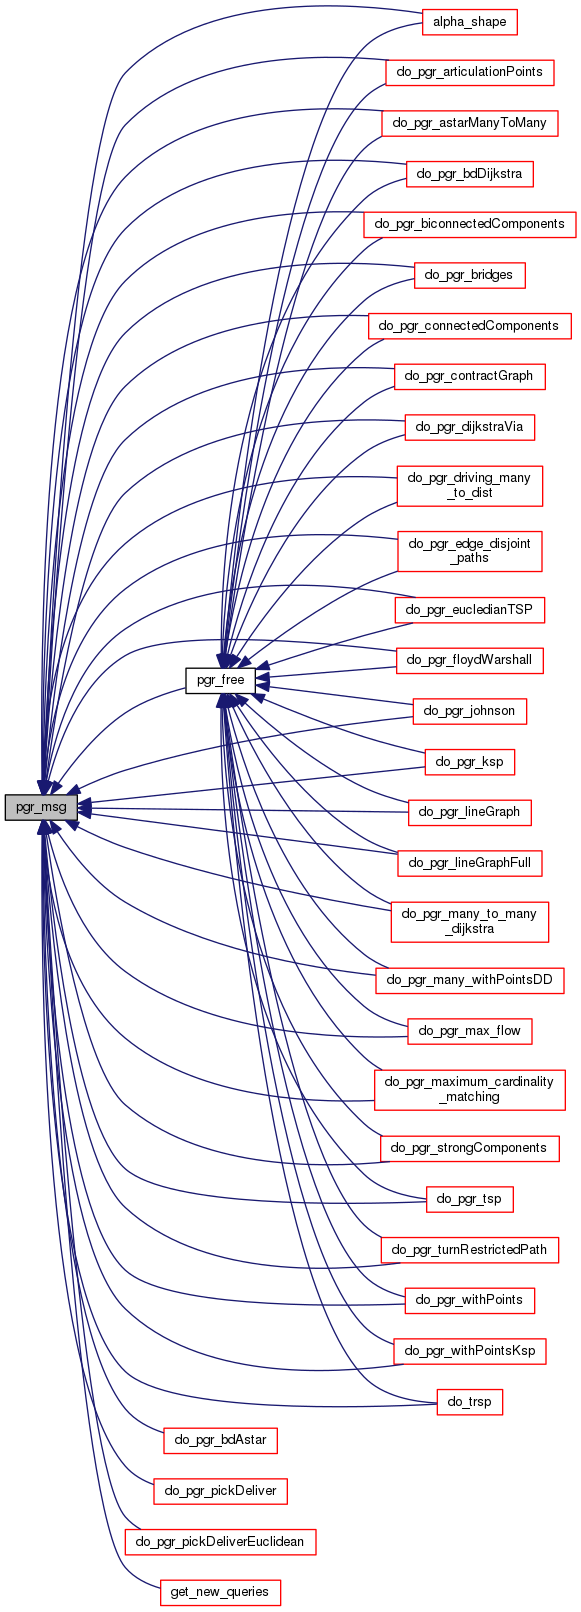 alpha_shape
do_pgr_articulationPoints
do_pgr_astarManyToMany
do_pgr_bdDijkstra
do_pgr_biconnectedComponents
do_pgr_bridges
do_pgr_connectedComponents
do_pgr_contractGraph
do_pgr_dijkstraVia
do_pgr_driving_many
_to_dist
do_pgr_edge_disjoint
_paths
do_pgr_eucledianTSP
do_pgr_floydWarshall
pgr_free
do_pgr_johnson
do_pgr_ksp
pgr_msg
do_pgr_lineGraph
do_pgr_lineGraphFull
do_pgr_many_to_many
_dijkstra
do_pgr_many_withPointsDD
do_pgr_max_flow
do_pgr_maximum_cardinality
_matching
do_pgr_strongComponents
do_pgr_tsp
do_pgr_turnRestrictedPath
do_pgr_withPoints
do_pgr_withPointsKsp
do_trsp
do_pgr_bdAstar
do_pgr_pickDeliver
do_pgr_pickDeliverEuclidean
get_new_queries